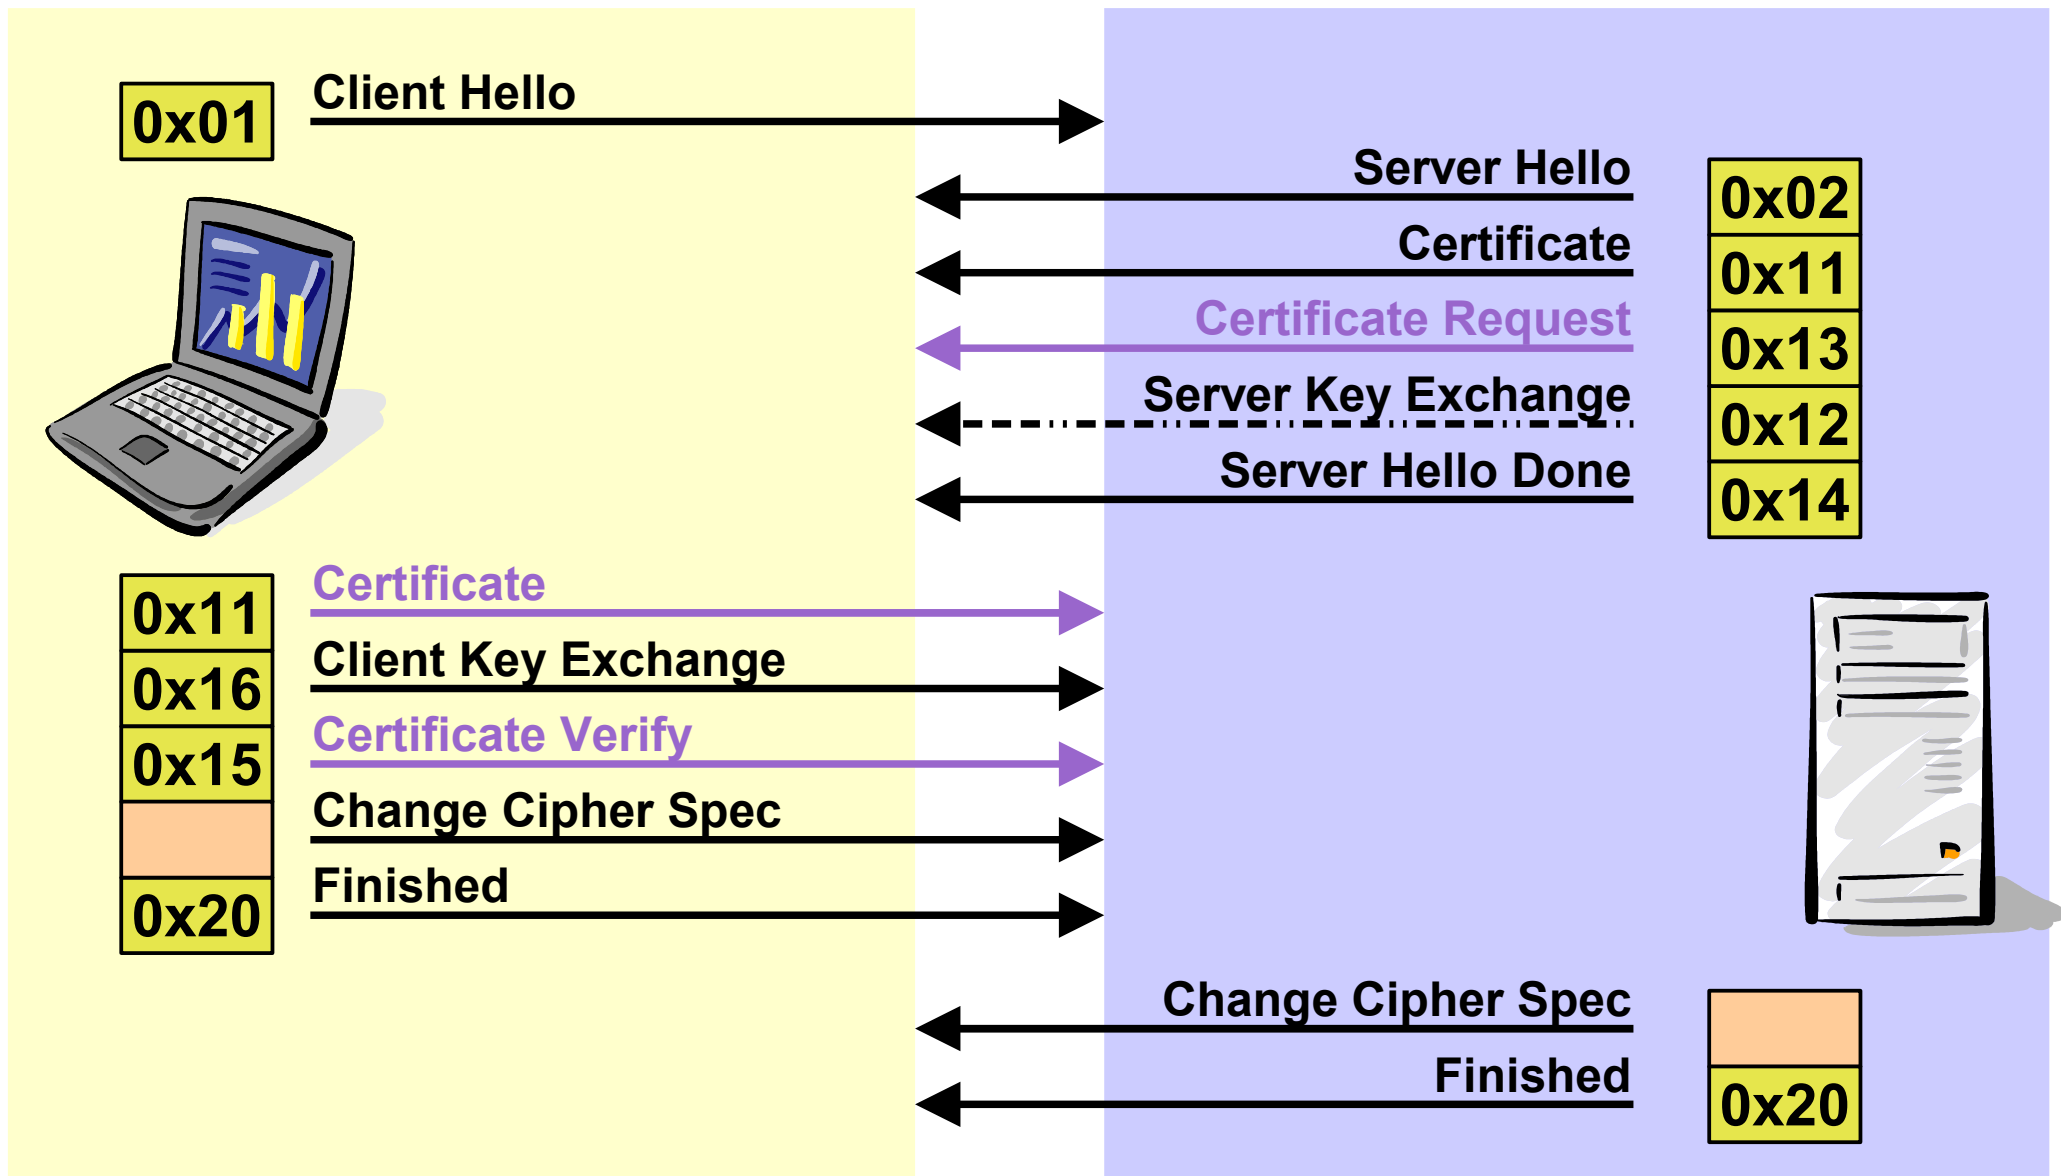 0x01 Client Hello
Server Hello 0x02
Certificate 0x11
Certificate Request 0x13
Server Key Exchange 0x12
Server Hello Done 0x14
0x11 Certificate
0x16 Client Key Exchange
0x15 Certificate Verify
Change Cipher Spec
0x20 Finished
Change Cipher Spec
Finished 0x20